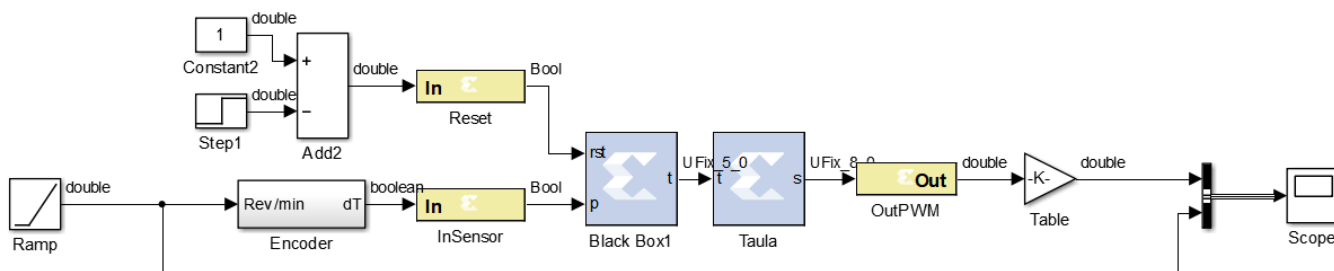 double
1
Constant2
double
Step1
+
−
Add2
double
In
Reset
Bool
double
Ramp
Rev/min dT
Encoder
boolean
In
InSensor
Bool
rst
p
t
Black Box1
UFix_5_0
t
s
Taula
UFix_8_0
Out
OutPWM
double
-K-
Table
double
Scope